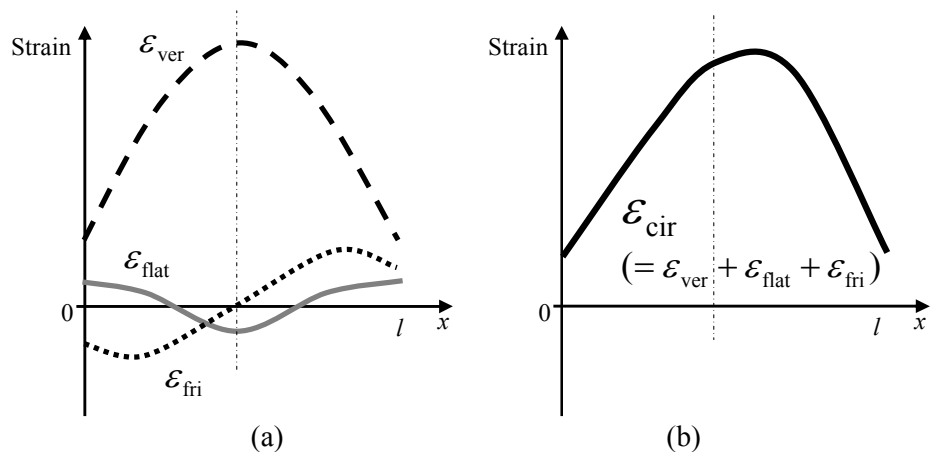 Strain
ε_ver
ε_flat
0
l
x
ε_fri
(a)
Strain
ε_cir
(= ε_ver + ε_flat + ε_fri)
0
l
x
(b)